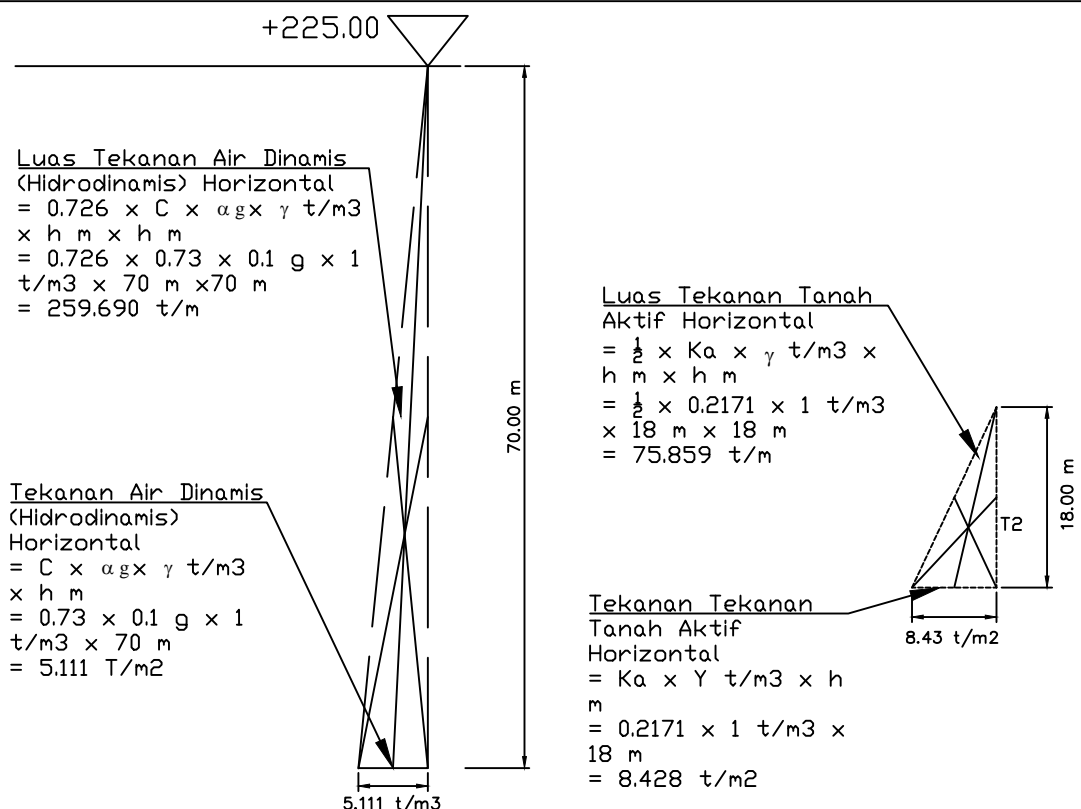 +225.00
Luas Tekanan Air Dinamis
(Hidrodinamis) Horizontal
= 0.726 x C x αg x γ t/m3
x h m x h m
= 0.726 x 0.73 x 0.1 g x 1
t/m3 x 70 m x70 m
= 259.690 t/m
Tekanan Air Dinamis
(Hidrodinamis)
Horizontal
= C x αg x γ t/m3
x h m
= 0.73 x 0.1 g x 1
t/m3 x 70 m
= 5.111 T/m2
5.111 t/m3
70.00 m
Luas Tekanan Tanah
Aktif Horizontal
= 1/2 x Ka x γ t/m3 x
h m x h m
= 1/2 x 0.2171 x 1 t/m3
x 18 m x 18 m
= 75.859 t/m
T2
18.00 m
8.43 t/m2
Tekanan Tekanan
Tanah Aktif
Horizontal
= Ka x Y t/m3 x h
m
= 0.2171 x 1 t/m3 x
18 m
= 8.428 t/m2